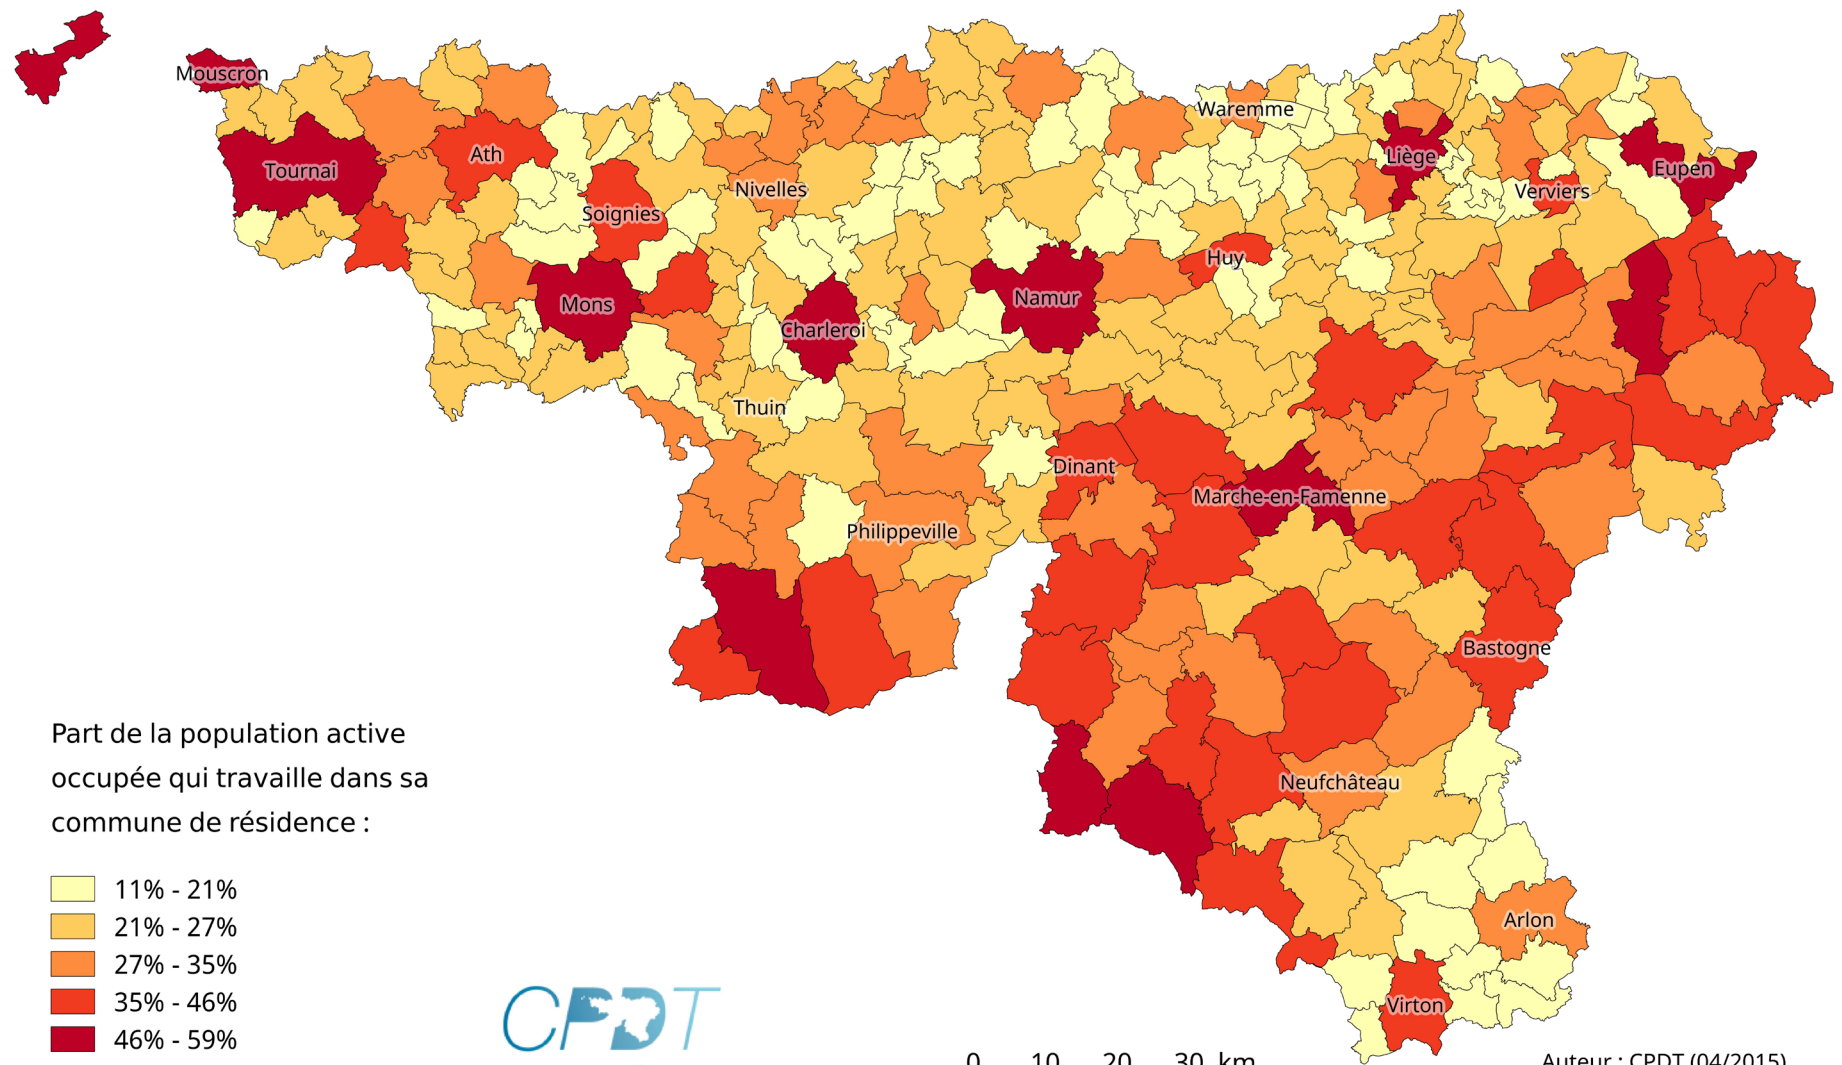 Mouscron
Waremme
Ath
Liège
Tournai
Eupen
Nivelles
Verviers
Soignies
Huy
Namur
Mons
Charleroi
Thuin
Dinant
Marche-en-Famenne
Philippeville
Bastogne
Neufchâteau
Arlon
Virton
Part de la population active
occupée qui travaille dans sa
commune de résidence :
11% - 21%
21% - 27%
27% - 35%
35% - 46%
46% - 59%
CPDT
0 10 20 30 km
Auteur : CPDT (04/2015)